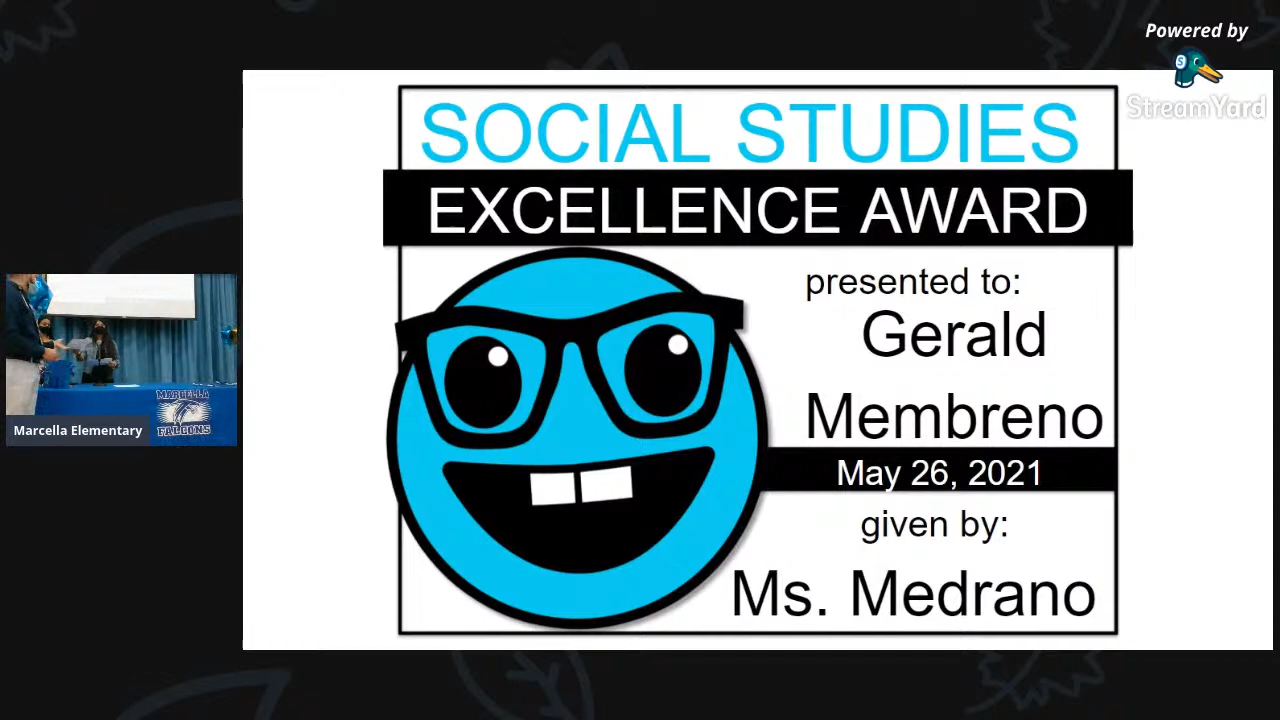 Powered by
StreamYard
SOCIAL STUDIES
EXCELLENCE AWARD
presented to:
Gerald
Membreno
May 26, 2021
given by:
Ms. Medrano
MARCELLA
FALCONS
Marcella Elementary